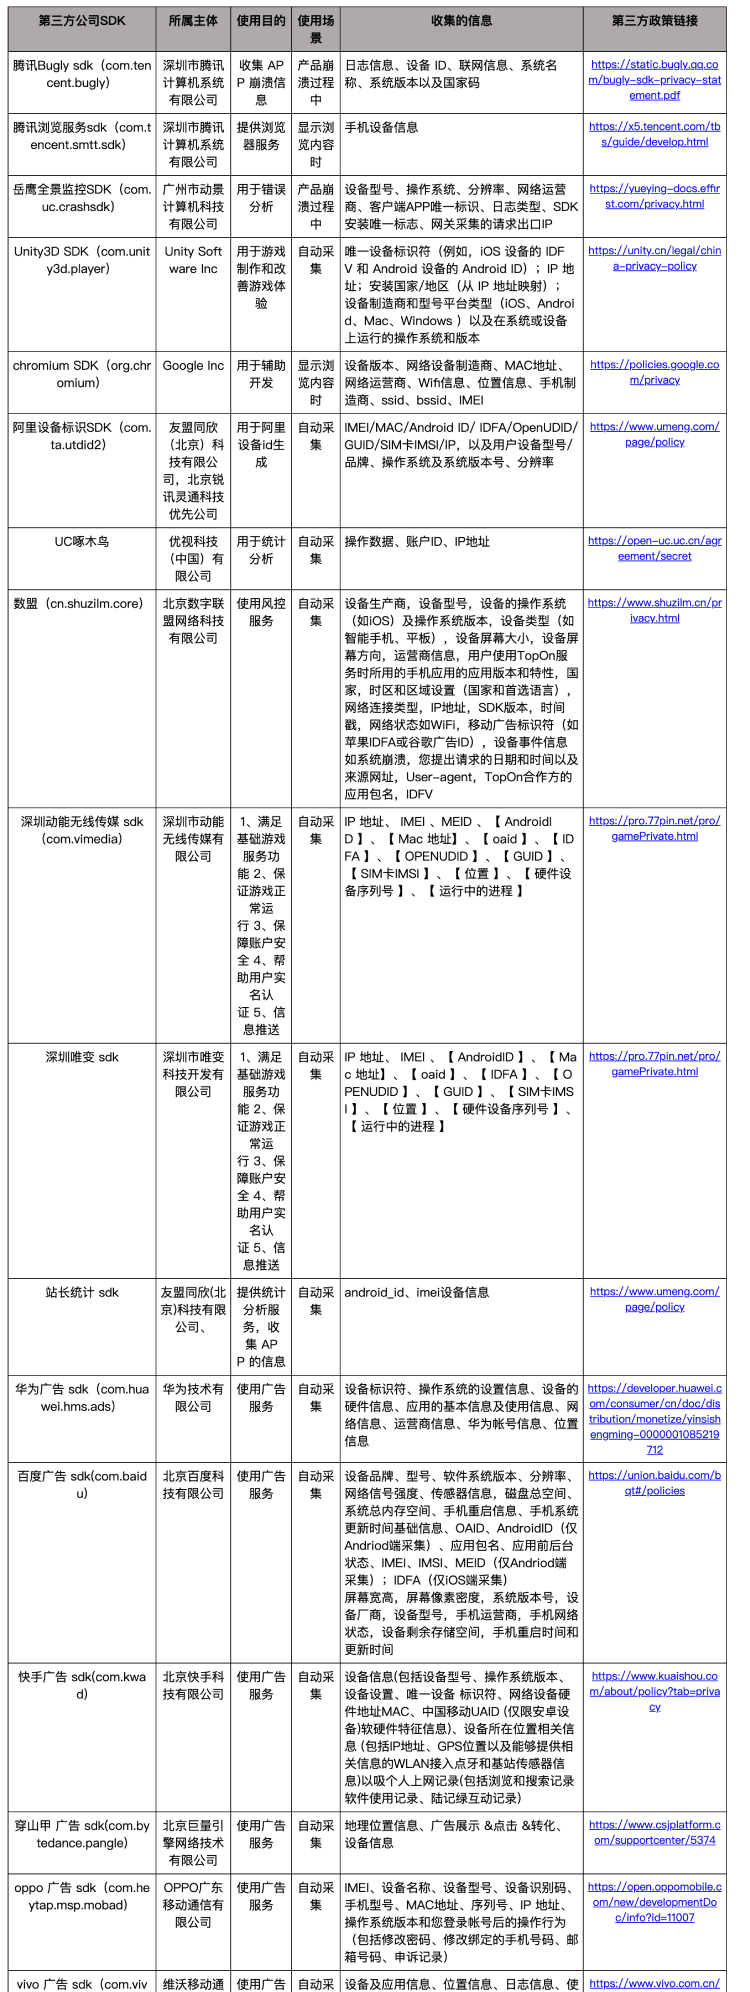 第三方公司SDK
所属主体
使用目的
使用场
景
收集的信息
第三方政策链接
腾讯Bugly sdk（com.ten
cent.bugly）
深圳市腾讯
计算机系统
有限公司
收集 AP
P 崩溃信
息
产品崩
溃过程
中
日志信息、设备 ID、联网信息、系统名
称、系统版本以及国家码
https://static.bugly.qq.co
m/bugly-sdk-privacy-stat
ement.pdf
腾讯浏览服务sdk（com.t
encent.smtt.sdk）
深圳市腾讯
计算机系统
有限公司
提供浏览
器服务
显示浏
览内容
时
手机设备信息
https://x5.tencent.com/tb
s/guide/develop.html
岳鹰全景监控SDK（com.
uc.crashsdk）
广州市动景
计算机科技
有限公司
用于错误
分析
产品崩
溃过程
中
设备型号、操作系统、分辨率、网络运营
商、客户端APP唯一标识、日志类型、SDK
安装唯一标志、网关采集的请求出口IP
https://yueying-docs.effir
st.com/privacy.html
Unity3D SDK（com.unit
y3d.player）
Unity Soft
ware Inc
用于游戏
制作和改
善游戏体
验
自动采
集
唯一设备标识符（例如，iOS 设备的 IDF
V 和 Android 设备的 Android ID）；IP 地
址；安装国家/地区（从 IP 地址映射）；
设备制造商和型号平台类型（iOS、Androi
d、Mac、Windows ）以及在系统或设备
上运行的操作系统和版本
https://unity.cn/legal/chin
a-privacy-policy
chromium SDK（org.chr
omium）
Google Inc
用于辅助
开发
显示浏
览内容
时
设备版本、网络设备制造商、MAC地址、
网络运营商、Wifi信息、位置信息、手机制
造商、ssid、bssid、IMEI
https://policies.google.co
m/privacy
阿里设备标识SDK（com.
ta.utdid2）
友盟同欣
（北京）科
技有限公
司，北京锐
讯灵通科技
优先公司
用于阿里
设备id生
成
自动采
集
IMEI/MAC/Android ID/ IDFA/OpenUDID/
GUID/SIM卡IMSI/IP，以及用户设备型号/
品牌、操作系统及系统版本号、分辨率
https://www.umeng.com/
page/policy
UC啄木鸟
优视科技
（中国）有
限公司
用于统计
分析
自动采
集
操作数据、账户ID、IP地址
https://open-uc.uc.cn/agr
eement/secret
数盟（cn.shuzilm.core）
北京数字联
盟网络科技
有限公司
使用风控
服务
自动采
集
设备生产商，设备型号，设备的操作系统
（如iOS）及操作系统版本，设备类型（如
智能手机、平板），设备屏幕大小，设备屏
幕方向，运营商信息，用户使用TopOn服
务时所用的手机应用的应用版本和特性，国
家，时区和区域设置（国家和首选语言），
网络连接类型，IP地址，SDK版本，时间
戳，网络状态如WiFi，移动广告标识符（如
苹果IDFA或谷歌广告ID），设备事件信息
如系统崩溃，您提出请求的日期和时间以及
来源网址，User-agent，TopOn合作方的
应用包名，IDFV
https://www.shuzilm.cn/pr
ivacy.html
深圳动能无线传媒 sdk
（com.vimedia）
深圳市动能
无线传媒有
限公司
1、满足
基础游戏
服务功
能 2、保
证游戏正
常运
行 3、保
障账户安
全 4、帮
助用户实
名认
证 5、信
息推送
自动采
集
IP 地址、 IMEI 、MEID 、【 AndroidI
D 】、【 Mac 地址】、【 oaid 】、【 ID
FA 】、【 OPENUDID 】、【 GUID 】、
【 SIM卡IMSI 】、【 位置 】、【 硬件设
备序列号 】、【 运行中的进程 】
https://pro.77pin.net/pro/
gamePrivate.html
深圳唯变 sdk
深圳市唯变
科技开发有
限公司
1、满足
基础游戏
服务功
能 2、保
证游戏正
常运
行 3、保
障账户安
全 4、帮
助用户实
名认
证 5、信
息推送
自动采
集
IP 地址、 IMEI 、【 AndroidID 】、【 Ma
c 地址】、【 oaid 】、【 IDFA 】、【 O
PENUDID 】、【 GUID 】、【 SIM卡IMS
I 】、【 位置 】、【 硬件设备序列号 】、
【 运行中的进程 】
https://pro.77pin.net/pro/
gamePrivate.html
站长统计 sdk
友盟同欣(北
京)科技有限
公司、
提供统计
分析服
务，收
集 AP
P 的信息
自动采
集
android_id、imei设备信息
https://www.umeng.com/
page/policy
华为广告 sdk（com.hua
wei.hms.ads）
华为技术有
限公司
使用广告
服务
自动采
集
设备标识符、操作系统的设置信息、设备的
硬件信息、应用的基本信息及使用信息、网
络信息、运营商信息、华为帐号信息、位置
信息
https://developer.huawei.c
om/consumer/cn/doc/dis
tribution/monetize/yinsish
engming-0000001085219
712
百度广告 sdk(com.baid
u)
北京百度科
技有限公司
使用广告
服务
自动采
集
设备品牌、型号、软件系统版本、分辨率、
网络信号强度、传感器信息，磁盘总空间、
系统总内存空间、手机重启信息、手机系统
更新时间基础信息、OAID、AndroidID（仅
Andriod端采集）、应用包名、应用前后台
状态、IMEI、IMSI、MEID（仅Andriod端
采集）；IDFA（仅iOS端采集）
屏幕宽高，屏幕像素密度，系统版本号，设
备厂商，设备型号，手机运营商，手机网络
状态，设备剩余存储空间，手机重启时间和
更新时间
https://union.baidu.com/b
qt#/policies
快手广告 sdk(com.kwa
d)
北京快手科
技有限公司
使用广告
服务
自动采
集
设备信息(包括设备型号、操作系统版本、
设备设置、唯一设备 标识符、网络设备硬
件地址MAC、中国移动UAID (仅限安卓设
备)软硬件特征信息)、设备所在位置相关信
息 (包括IP地址、GPS位置以及能够提供相
关信息的WLAN接入点牙和基站传感器信
息)以吸个人上网记录(包括浏览和搜索记录
软件使用记录、陆记绿互动记录）
https://www.kuaishou.co
m/about/policy?tab=priva
cy
穿山甲 广告 sdk(com.by
tedance.pangle)
北京巨量引
擎网络技术
有限公司
使用广告
服务
自动采
集
地理位置信息、广告展示 &点击 &转化、
设备信息
https://www.csjplatform.c
om/supportcenter/5374
oppo 广告 sdk（com.he
ytap.msp.mobad）
OPPO广东
移动通信有
限公司
使用广告
服务
自动采
集
IMEI、设备名称、设备型号、设备识别码、
手机型号、MAC地址、序列号、IP 地址、
操作系统版本和您登录帐号后的操作行为
（包括修改密码、修改绑定的手机号码、邮
箱号码、申诉记录）
https://open.oppomobile.c
om/new/developmentDo
c/info?id=11007
vivo 广告 sdk（com.viv
维沃移动通
使用广告
自动采
设备及应用信息、位置信息、日志信息、使
https://www.vivo.com.cn/